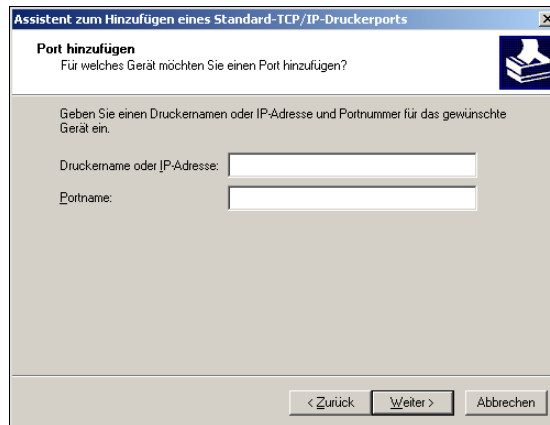 Assistent zum Hinzufügen eines Standard-TCP/IP-Druckerports
Port hinzufügen
Für welches Gerät möchten Sie einen Port hinzufügen?
Geben Sie einen Druckernamen oder IP-Adresse und Portnummer für das gewünschte
Gerät ein.
Druckername oder IP-Adresse:
Portname:
< Zurück Weiter > Abbrechen